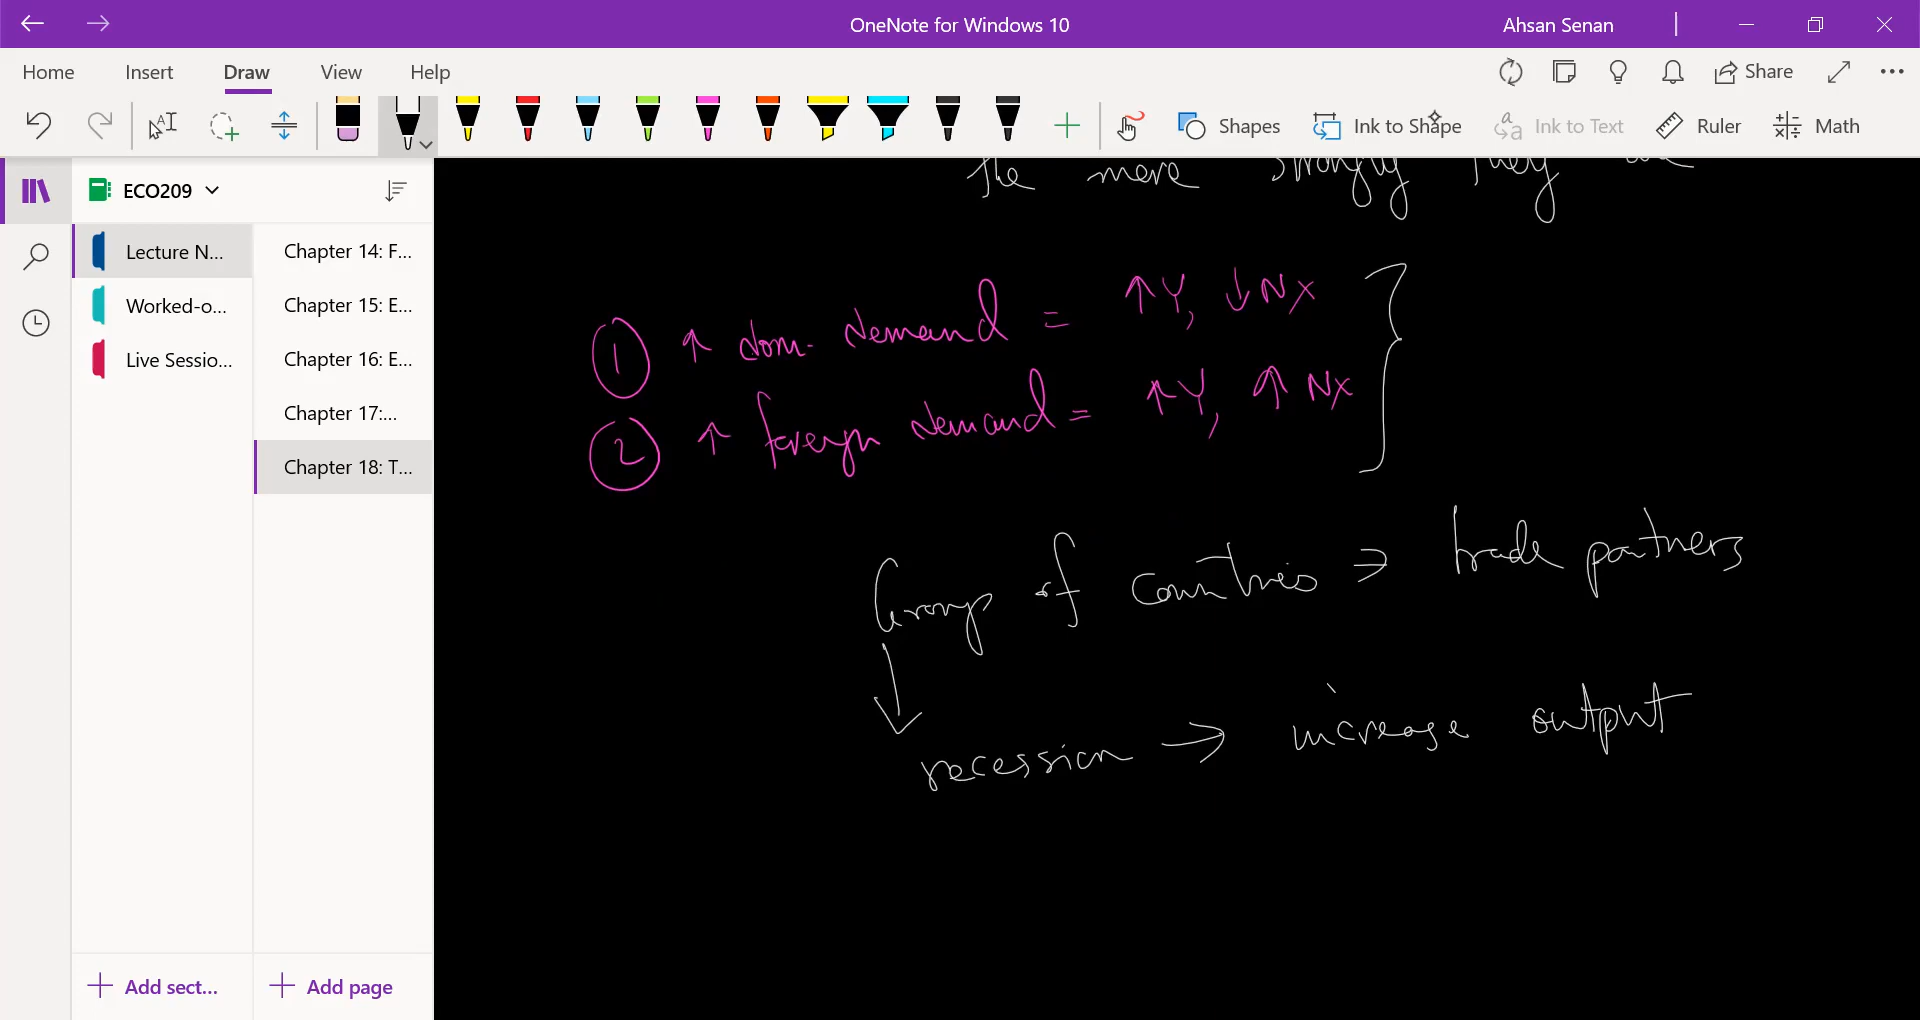 OneNote for Windows 10
Ahsan Senan
Home Insert Draw View Help
Share
Shapes Ink to Shape Ink to Text Ruler Math
ECO209
Lecture N...
Worked-o...
Live Sessio...
Chapter 14: F...
Chapter 15: E...
Chapter 16: E...
Chapter 17:...
Chapter 18: T...
Add sect...
Add page
the more strongly they are
① ↑ dom. demand = ↑Y, ↓NX
② ↑ foreign demand = ↑Y, ↑ NX
Group of countries ⇒ trade partners
↓
recession → increase output